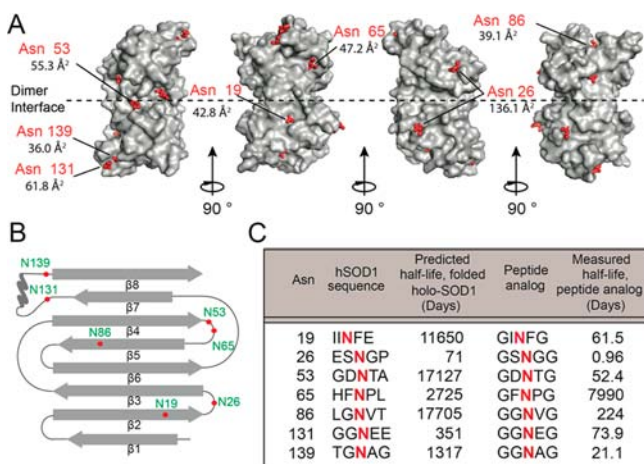 A
Asn 53
55.3 Å²
Dimer
Interface
Asn 139
36.0 Å²
Asn 131
61.8 Å²
Asn 65
47.2 Å²
Asn 19
42.8 Å²
Asn 86
39.1 Å²
Asn 26
136.1 Å²
90 °
90 °
90 °
B
N139
β8
N131
β7
N53
β4
N86
N65
β5
β6
β3
N26
N19
β2
β1
C
Asn hSOD1 sequence Predicted half-life, folded holo-SOD1 (Days) Peptide analog Measured half-life, peptide analog (Days)
19 IINFE 11650 GINFG 61.5
26 ESNGP 71 GSNGG 0.96
53 GDNTA 17127 GDNTG 52.4
65 HFNPL 2725 GFNPG 7990
86 LGNVT 17705 GGNVG 224
131 GGNEE 351 GGNEG 73.9
139 TGNAG 1317 GGNAG 21.1